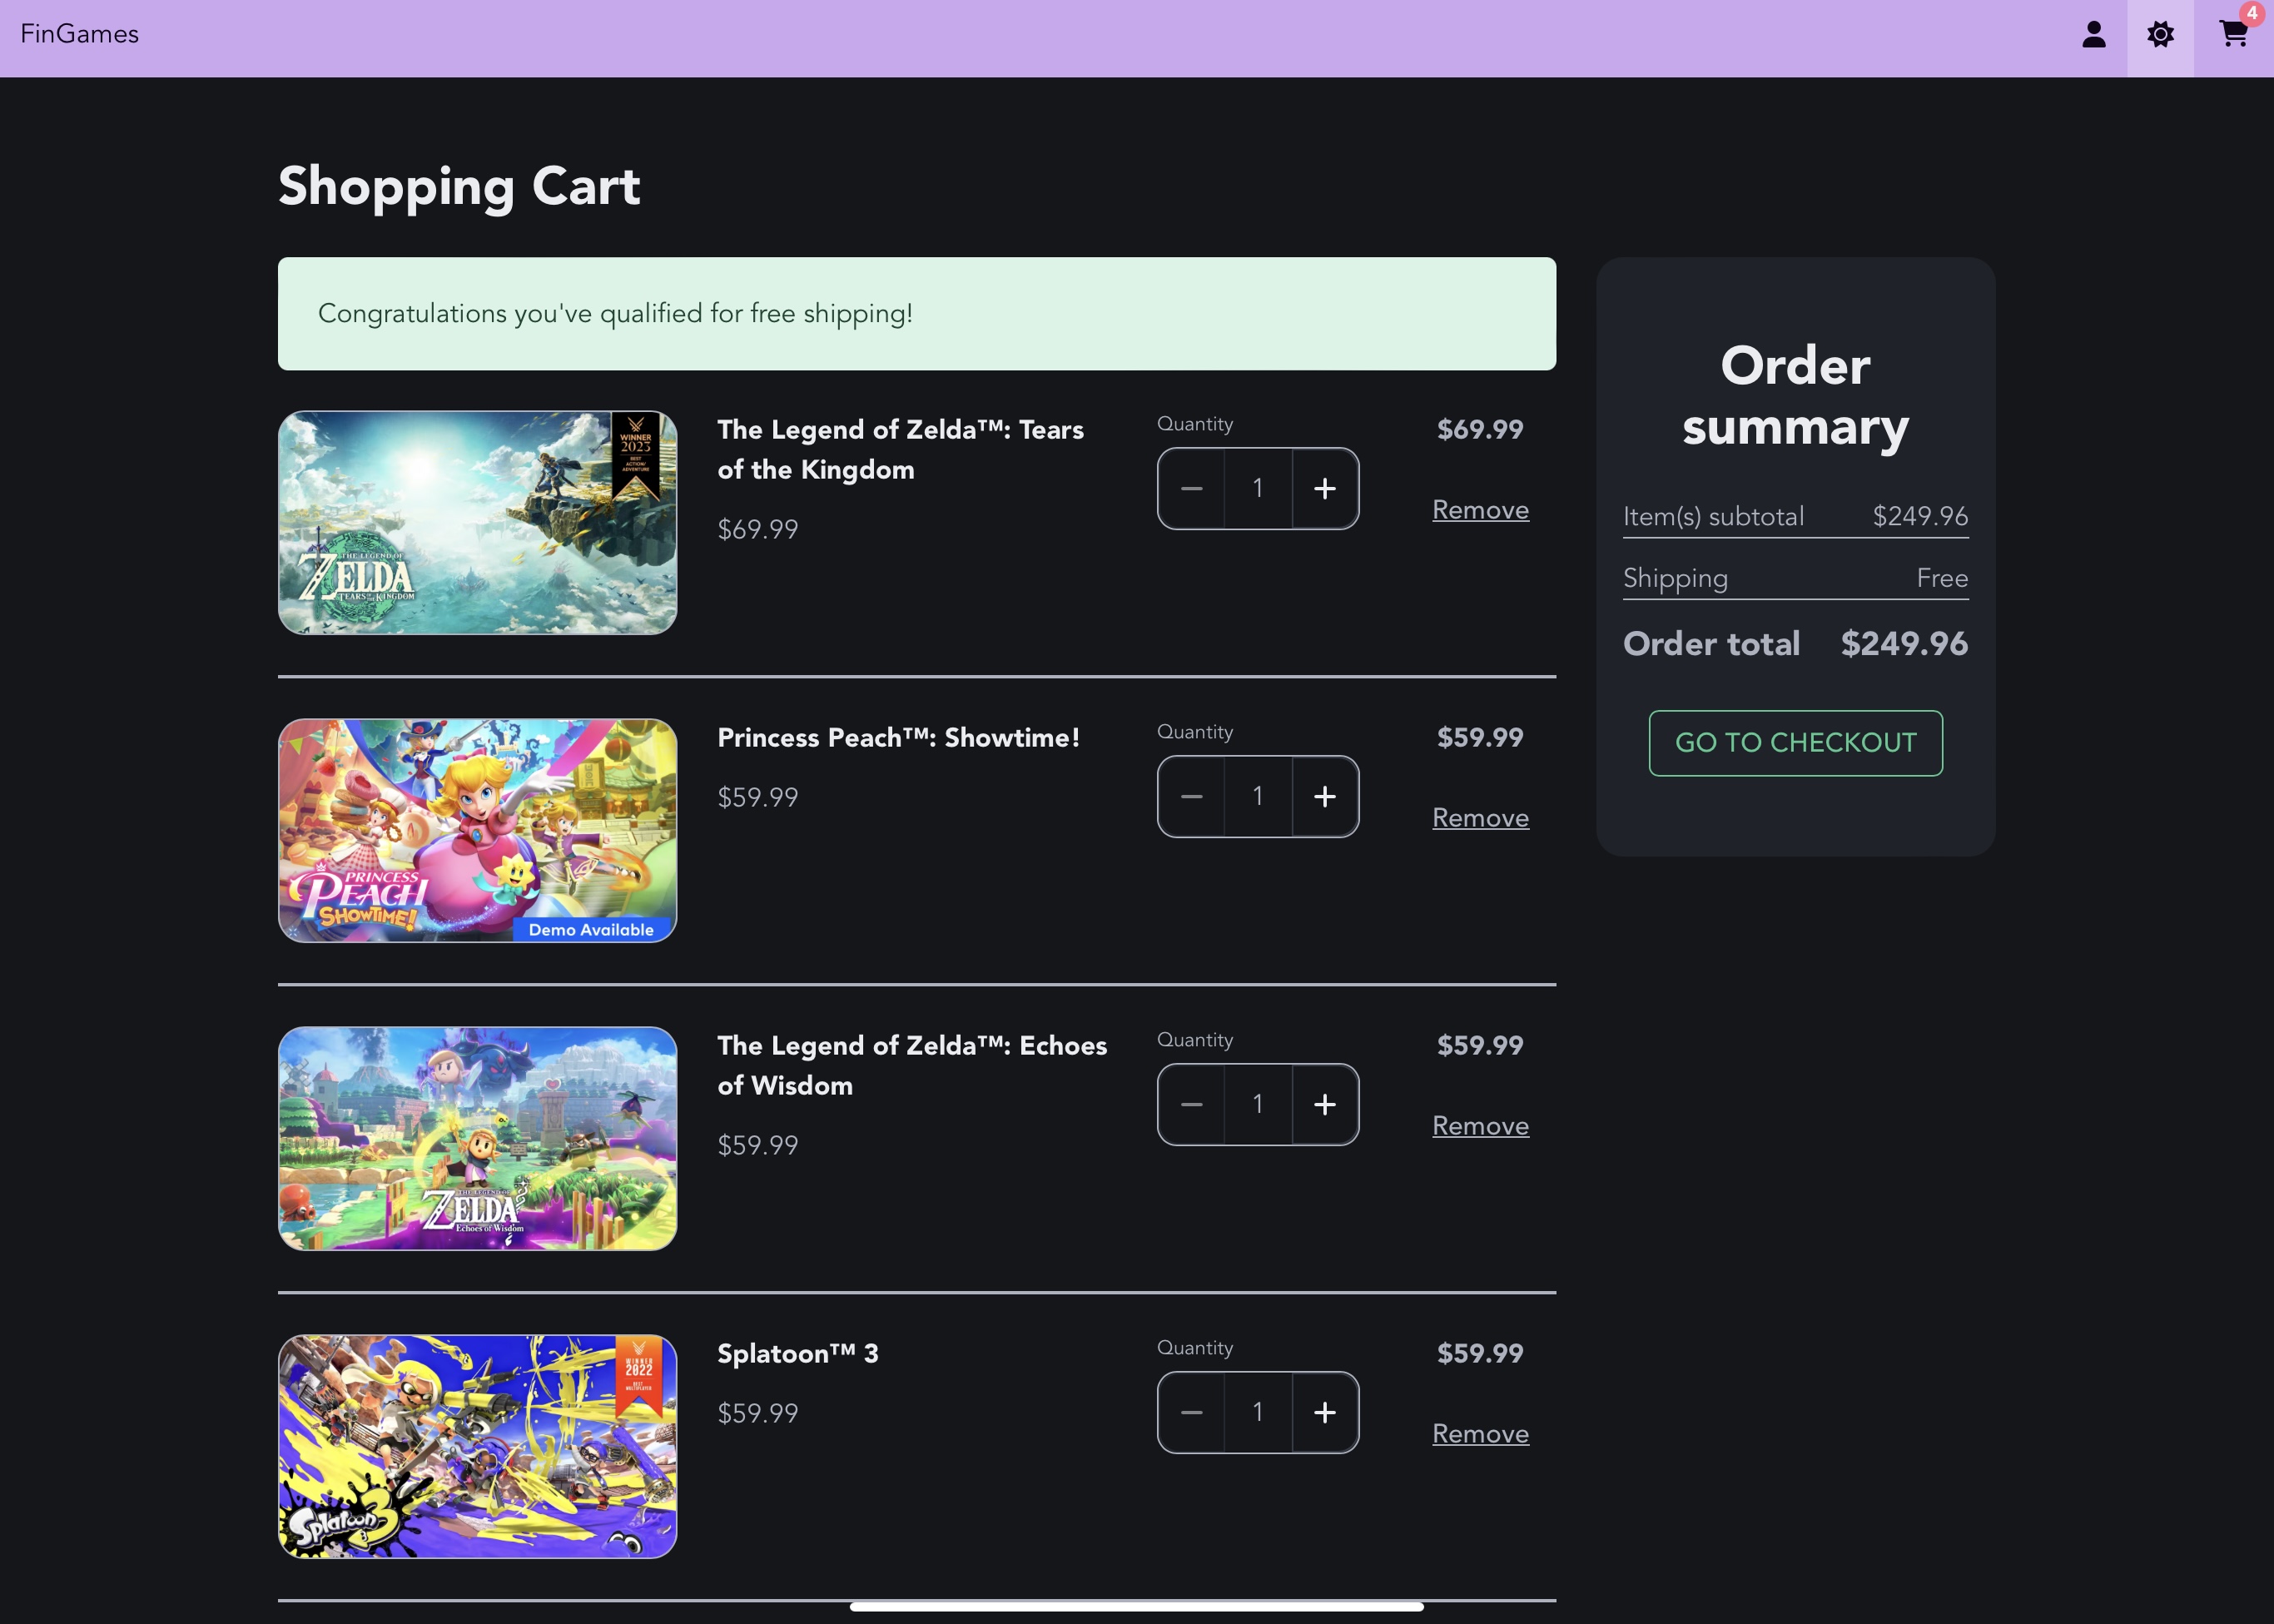 FinGames
4
Shopping Cart
Congratulations you've qualified for free shipping!
WINNER
2023
BEST
ACTION/
ADVENTURE
THE LEGEND OF
ZELDA
TEARS OF THE KINGDOM
The Legend of Zelda™: Tears
of the Kingdom
$69.99
Quantity
1
$69.99
Remove
PRINCESS
PEACH
SHOWTIME!
Demo Available
Princess Peach™: Showtime!
$59.99
Quantity
1
$59.99
Remove
THE LEGEND OF
ZELDA
Echoes of Wisdom
The Legend of Zelda™: Echoes
of Wisdom
$59.99
Quantity
1
$59.99
Remove
WINNER
2022
BEST
MULTIPLAYER
Splatoon 3
Splatoon™ 3
$59.99
Quantity
1
$59.99
Remove
Order
summary
Item(s) subtotal $249.96
Shipping Free
Order total $249.96
GO TO CHECKOUT